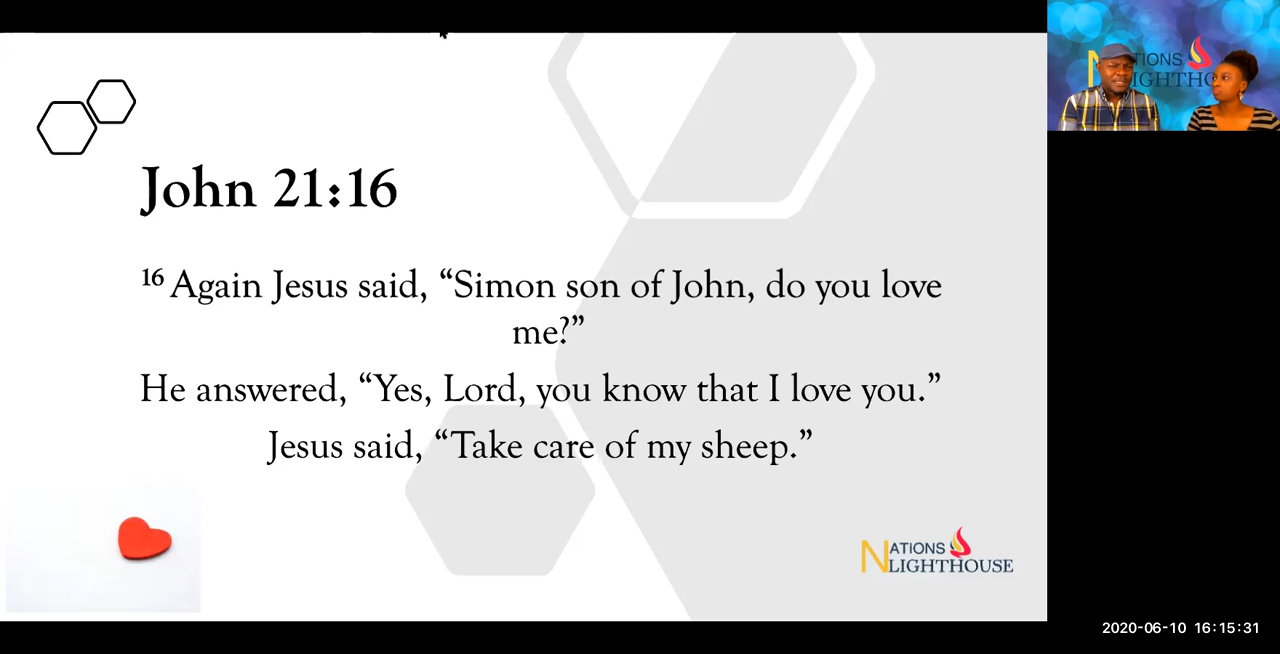 John 21:16
16 Again Jesus said, “Simon son of John, do you love
me?”
He answered, “Yes, Lord, you know that I love you.”
Jesus said, “Take care of my sheep.”
NATIONS
LIGHTHOUSE
N TIONS
IGHTHO
2020-06-10 16:15:31